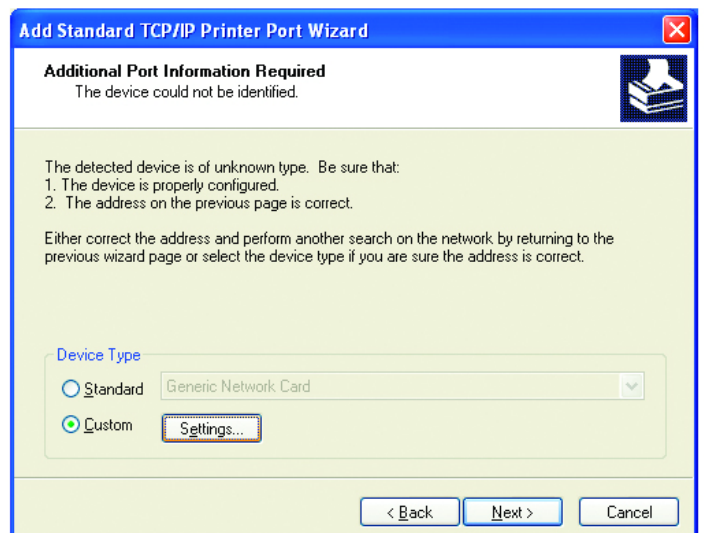 Add Standard TCP/IP Printer Port Wizard
Additional Port Information Required
The device could not be identified.
The detected device is of unknown type. Be sure that:
1. The device is properly configured.
2. The address on the previous page is correct.
Either correct the address and perform another search on the network by returning to the
previous wizard page or select the device type if you are sure the address is correct.
Device Type
Standard Generic Network Card
Custom Settings...
< Back Next > Cancel